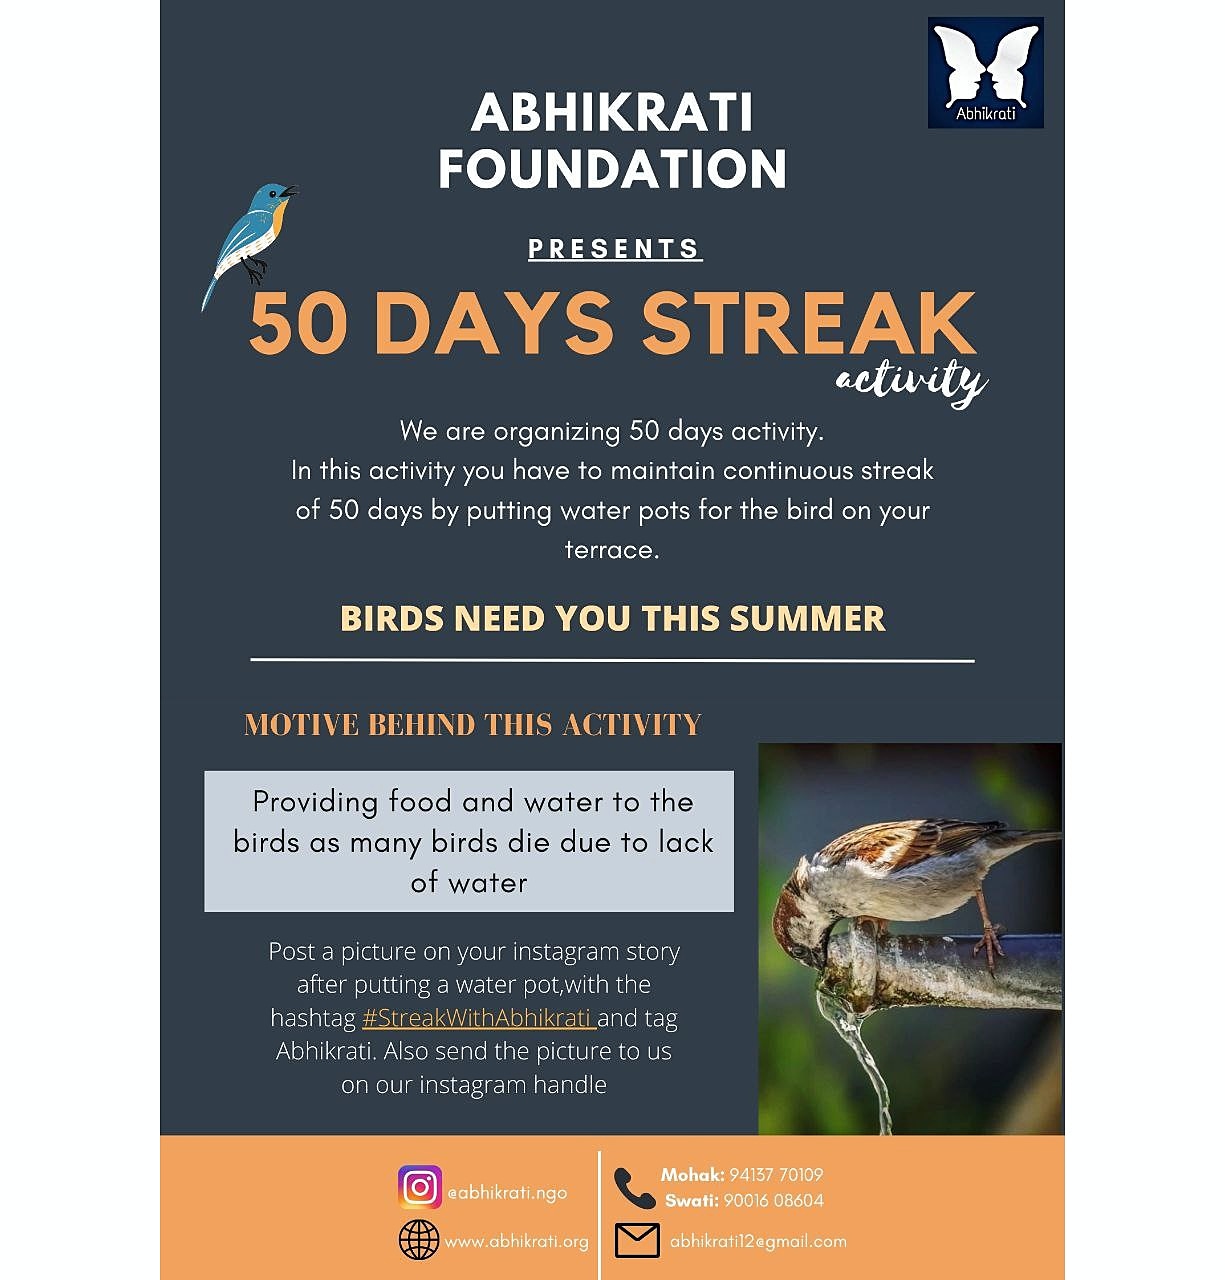 Abhikrati
ABHIKRATI
FOUNDATION
PRESENTS
50 DAYS STREAK
activity
We are organizing 50 days activity.
In this activity you have to maintain continuous streak
of 50 days by putting water pots for the bird on your
terrace.
BIRDS NEED YOU THIS SUMMER
MOTIVE BEHIND THIS ACTIVITY
Providing food and water to the
birds as many birds die due to lack
of water
Post a picture on your instagram story
after putting a water pot,with the
hashtag #StreakWithAbhikrati and tag
Abhikrati. Also send the picture to us
on our instagram handle
@abhikrati.ngo
www.abhikrati.org
Mohak: 94137 70109
Swati: 90016 08604
abhikrati12@gmail.com